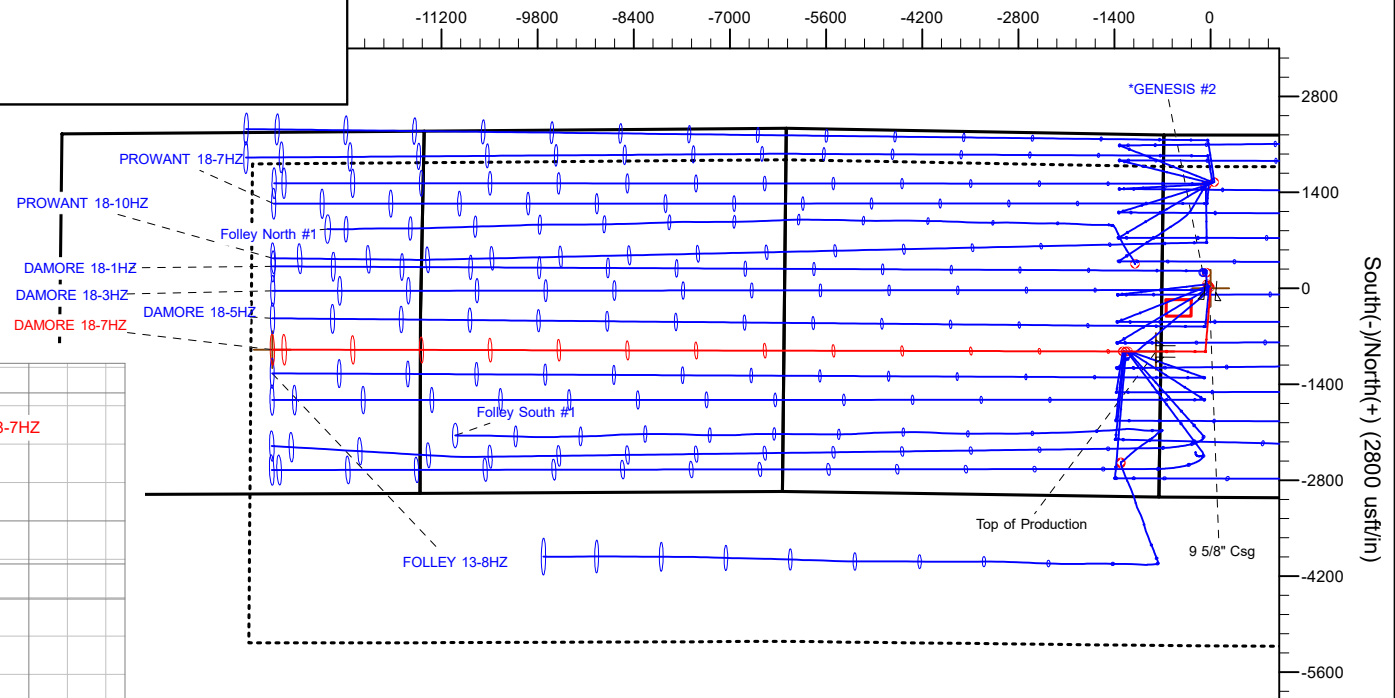 -11200 -9800 -8400 -7000 -5600 -4200 -2800 -1400 0
*GENESIS #2
2800
PROWANT 18-7HZ
1400
PROWANT 18-10HZ
Folley North #1
DAMORE 18-1HZ
0
DAMORE 18-3HZ
DAMORE 18-5HZ
DAMORE 18-7HZ
South(-)/North(+) (2800 usft/in)
-1400
Folley South #1
3-7HZ
-2800
Top of Production
9 5/8" Csg
FOLLEY 13-8HZ
-4200
-5600